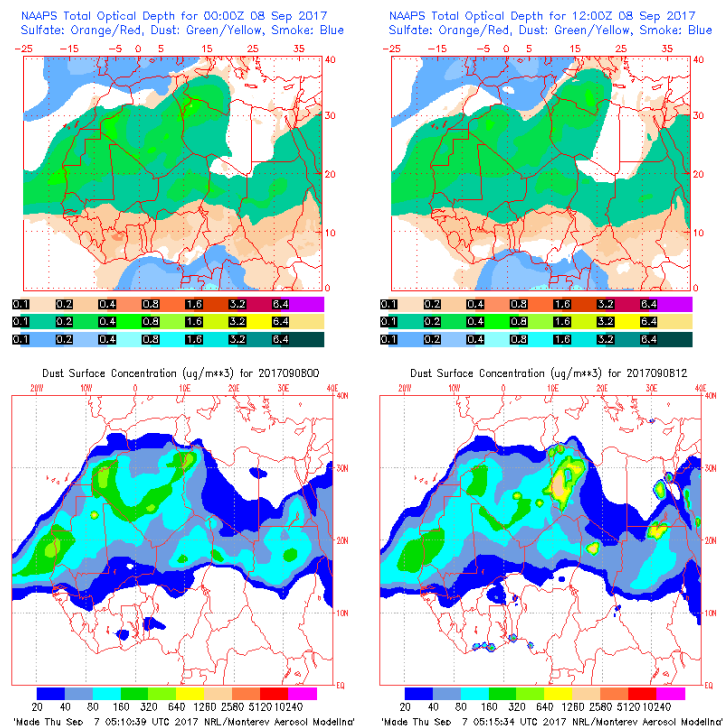 NAAPS Total Optical Depth for 00:00Z 08 Sep 2017
Sulfate: Orange/Red, Dust: Green/Yellow, Smoke: Blue
-25 -15 -5 0 5 15 25 35
40
30
20
10
0
0.1 0.2 0.4 0.8 1.6 3.2 6.4
0.1 0.2 0.4 0.8 1.6 3.2 6.4
0.1 0.2 0.4 0.8 1.6 3.2 6.4
NAAPS Total Optical Depth for 12:00Z 08 Sep 2017
Sulfate: Orange/Red, Dust: Green/Yellow, Smoke: Blue
-25 -15 -5 0 5 15 25 35
40
30
20
10
0
0.1 0.2 0.4 0.8 1.6 3.2 6.4
0.1 0.2 0.4 0.8 1.6 3.2 6.4
0.1 0.2 0.4 0.8 1.6 3.2 6.4
Dust Surface Concentration (ug/m**3) for 2017090800
20W 10W 0 10E 20E 30E 40E
40N
30N
20N
10N
EQ
20 40 80 160 320 640 1280 2580 5120 10240
'Made Thu Sep 7 05:10:39 UTC 2017 NRL/Monterey Aerosol Modeling'
Dust Surface Concentration (ug/m**3) for 2017090812
20W 10W 0 10E 20E 30E 40E
40N
30N
20N
10N
EQ
20 40 80 160 320 640 1280 2580 5120 10240
'Made Thu Sep 7 05:15:34 UTC 2017 NRL/Monterey Aerosol Modeling'